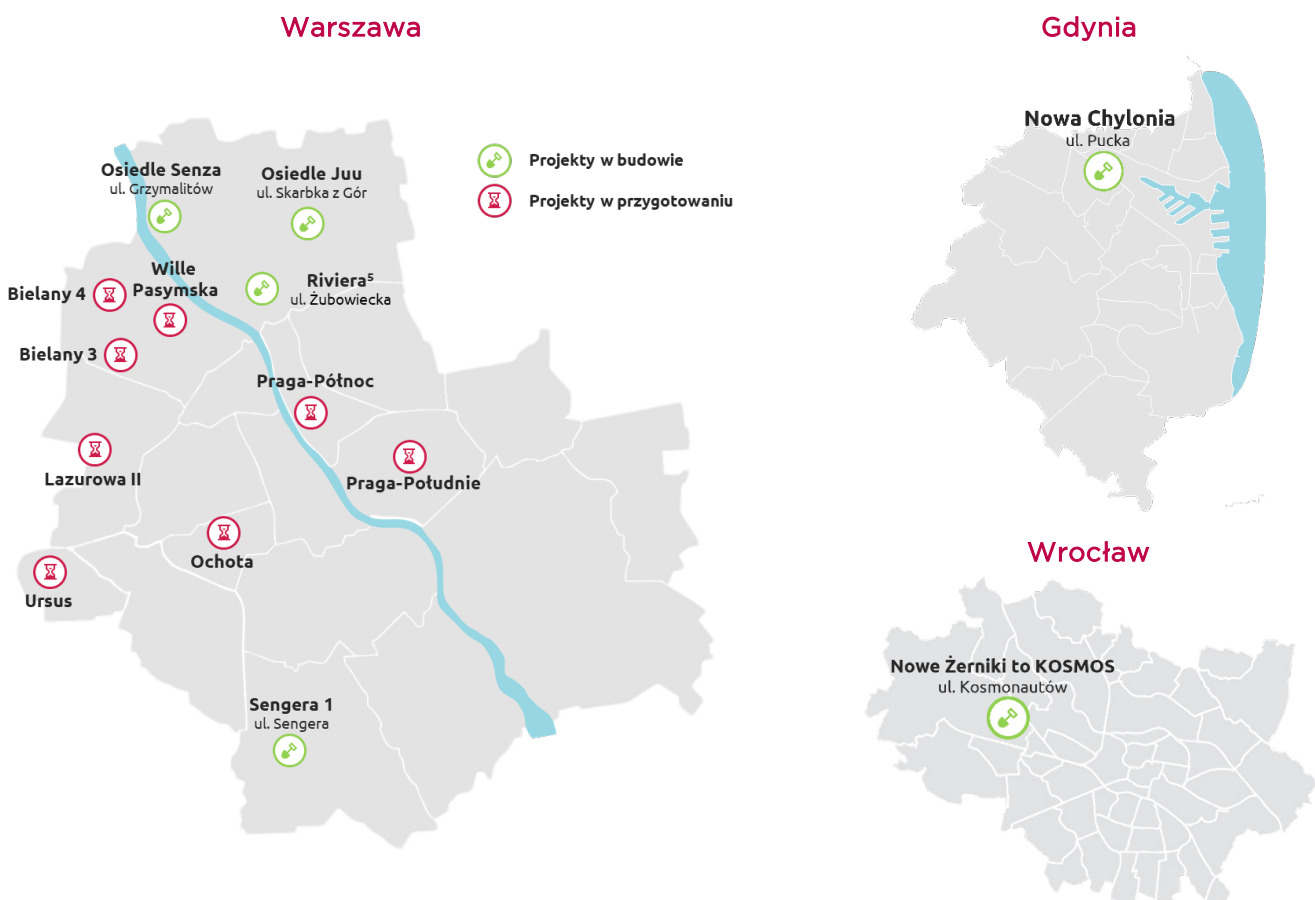 Warszawa
Osiedle Senza
ul. Grzymalitów
Osiedle Juu
ul. Skarbka z Gór
Projekty w budowie
Projekty w przygotowaniu
Wille
Pasymska
Bielany 4
Riviera⁵
ul. Żubowiecka
Bielany 3
Praga-Północ
Lazurowa II
Praga-Południe
Ochota
Ursus
Sengera 1
ul. Sengera
Gdynia
Nowa Chylonia
ul. Pucka
Wrocław
Nowe Żerniki to KOSMOS
ul. Kosmonautów